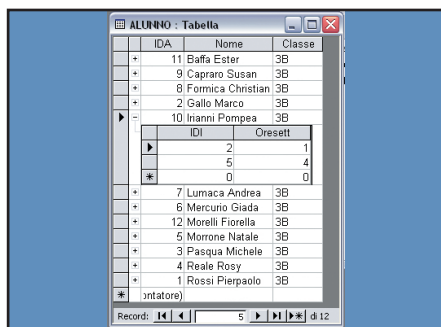 ALUNNO : Tabella
IDA Nome Classe
+ 11 Baffa Ester 3B
+ 9 Capraro Susan 3B
+ 8 Formica Christian 3B
+ 2 Gallo Marco 3B
- 10 Irianni Pompea 3B
IDI Oresett
2 1
5 4
* 0 0
+ 7 Lumaca Andrea 3B
+ 6 Mercurio Giada 3B
+ 12 Morelli Fiorella 3B
+ 5 Morrone Natale 3B
+ 3 Pasqua Michele 3B
+ 4 Reale Rosy 3B
+ 1 Rossi Pierpaolo 3B
* ontatore)
Record: 5 di 12